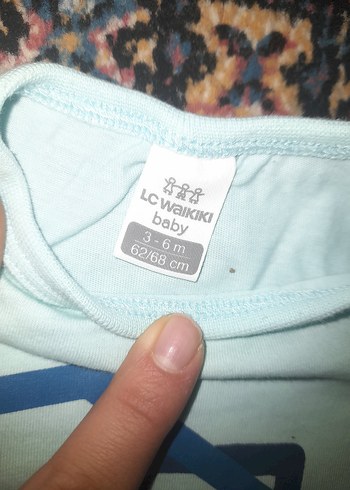 LC WAIKIKI
baby
3 - 6 m
62/68 cm